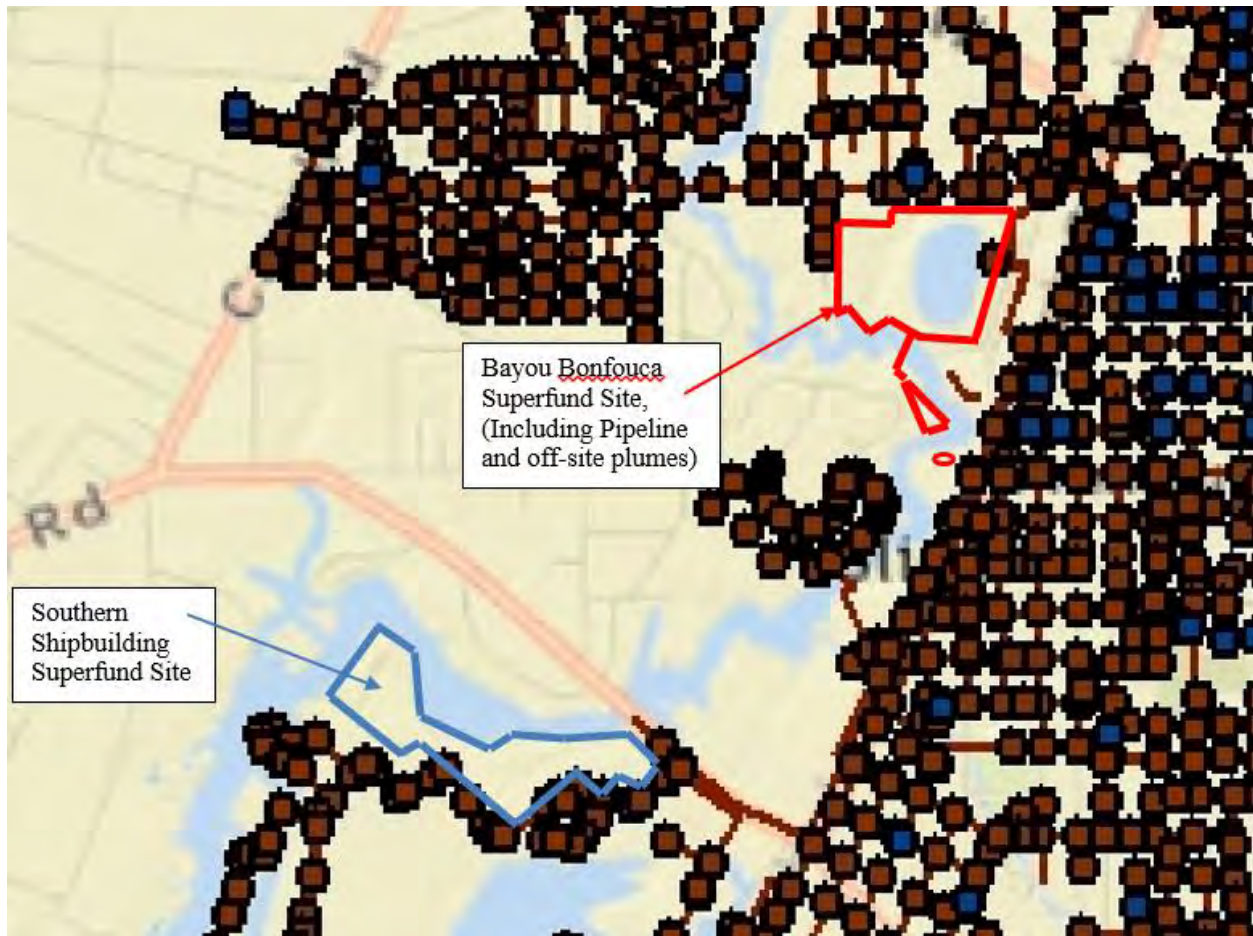 Rd
Bayou Bonfouca
Superfund Site,
(Including Pipeline
and off-site plumes)
Southern
Shipbuilding
Superfund Site